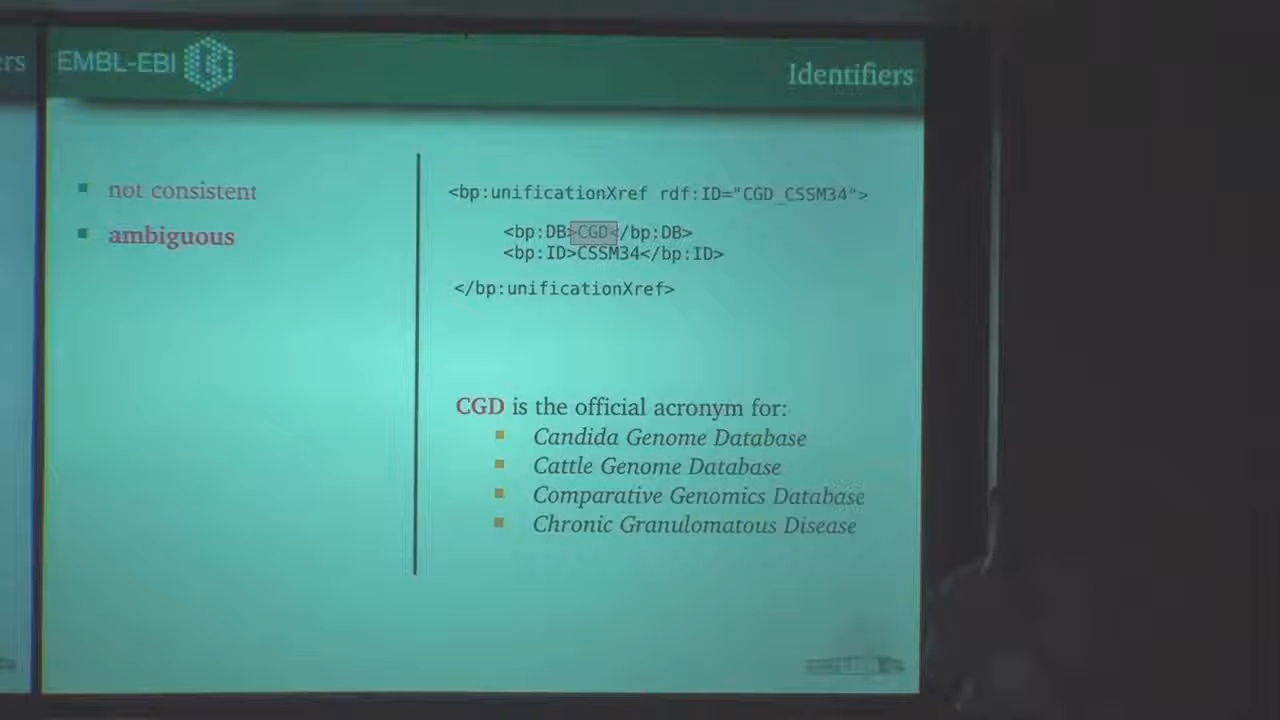 ers
EMBL-EBI
Identifiers
not consistent
ambiguous
<bp:unificationXref rdf:ID="CGD_CSSM34">
<bp:DB>CGD</bp:DB>
<bp:ID>CSSM34</bp:ID>
</bp:unificationXref>
CGD is the official acronym for:
Candida Genome Database
Cattle Genome Database
Comparative Genomics Database
Chronic Granulomatous Disease